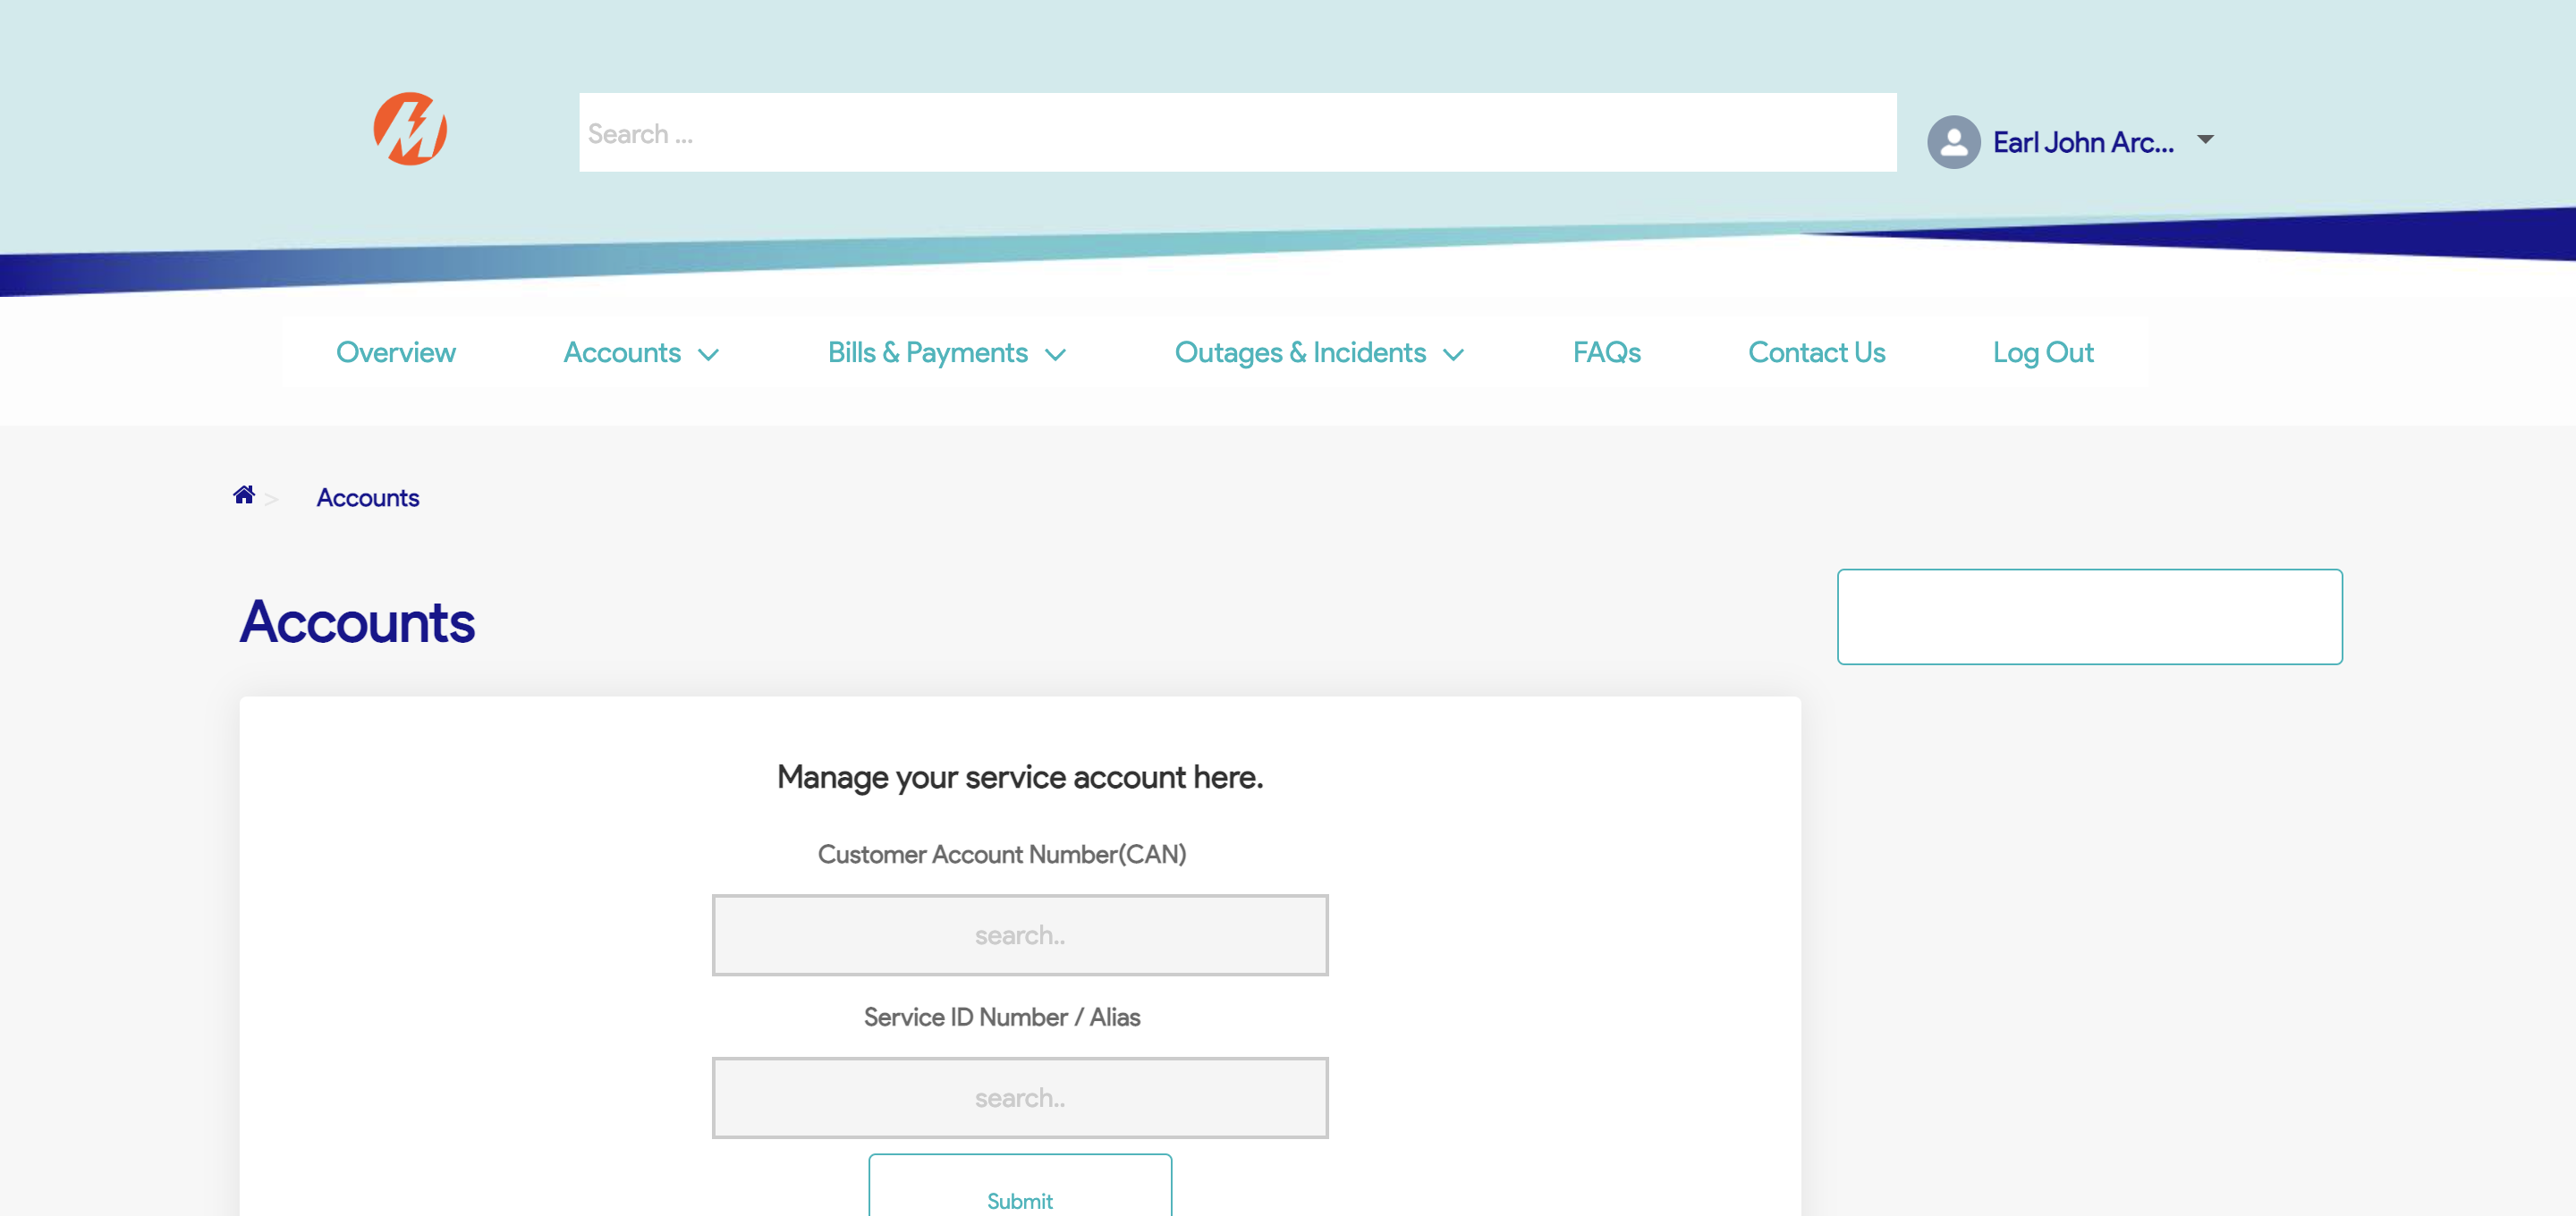 Search ...
Earl John Arc...
Overview
Accounts
Bills & Payments
Outages & Incidents
FAQs
Contact Us
Log Out
> Accounts
Accounts
Manage your service account here.
Customer Account Number(CAN)
search..
Service ID Number / Alias
search..
Submit